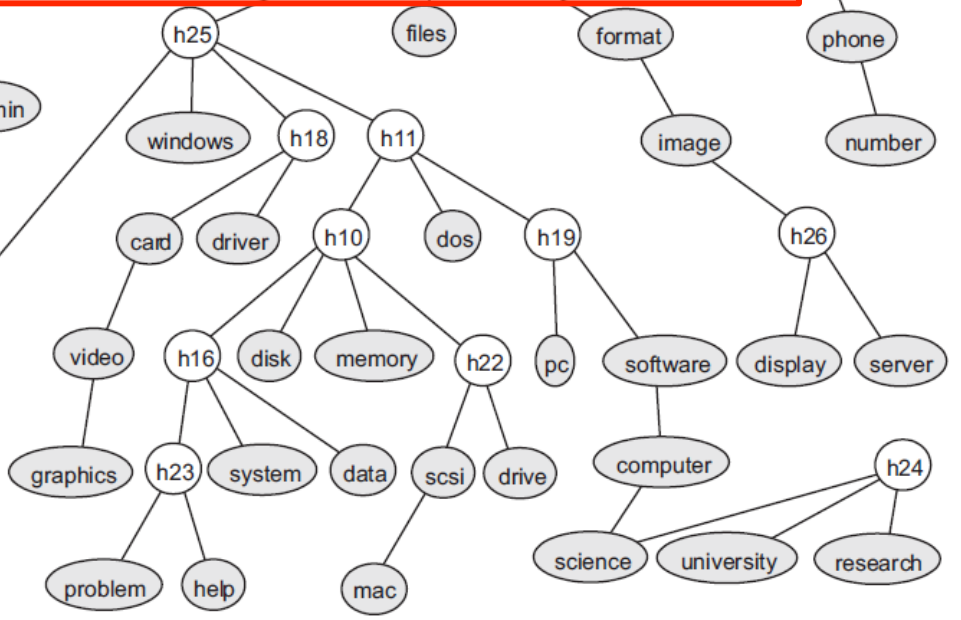 h25
files
format
phone
windows
h18
h11
image
number
card
driver
h10
dos
h19
h26
video
h16
disk
memory
h22
pc
software
display
server
graphics
h23
system
data
scsi
drive
computer
h24
problem
help
mac
science
university
research